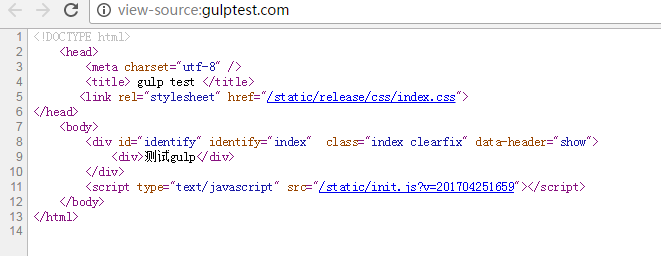 view-source:gulptest.com
1 <!DOCTYPE html>
2 <head>
3 <meta charset="utf-8" />
4 <title> gulp test </title>
5 <link rel="stylesheet" href="/static/release/css/index.css">
6 </head>
7 <body>
8 <div id="identify" identify="index"  class="index clearfix" data-header="show">
9 <div>测试gulp</div>
10 </div>
11 <script type="text/javascript" src="/static/init.js?v=201704251659"></script>
12 </body>
13 </html>
14